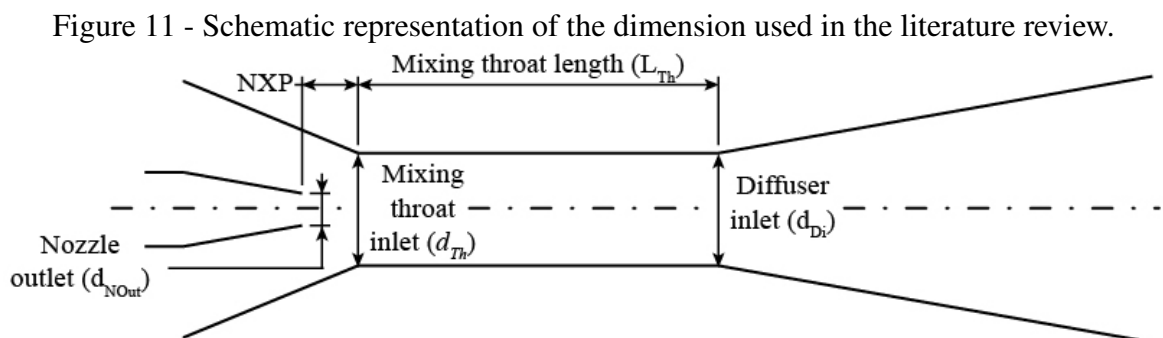 Figure 11 - Schematic representation of the dimension used in the literature review.
NXP
Mixing throat length (L_Th)
Mixing
throat
inlet (d_Th)
Diffuser
inlet (d_Di)
Nozzle
outlet (d_NOut)